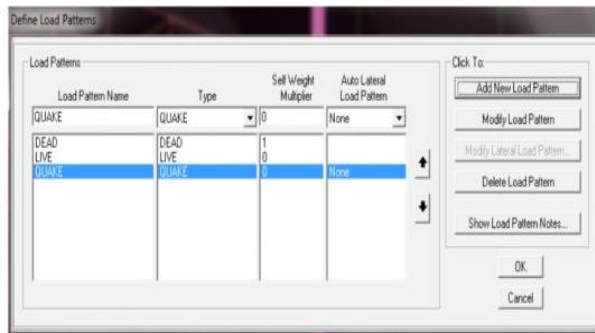 Define Load Patterns
Load Patterns
Load Pattern Name Type Self Weight Multiplier Auto Lateral Load Pattern
QUAKE QUAKE 0 None
DEAD DEAD 1
LIVE LIVE 0
QUAKE QUAKE 0 None
Click To:
Add New Load Pattern
Modify Load Pattern
Modify Lateral Load Pattern...
Delete Load Pattern
Show Load Pattern Notes...
OK
Cancel